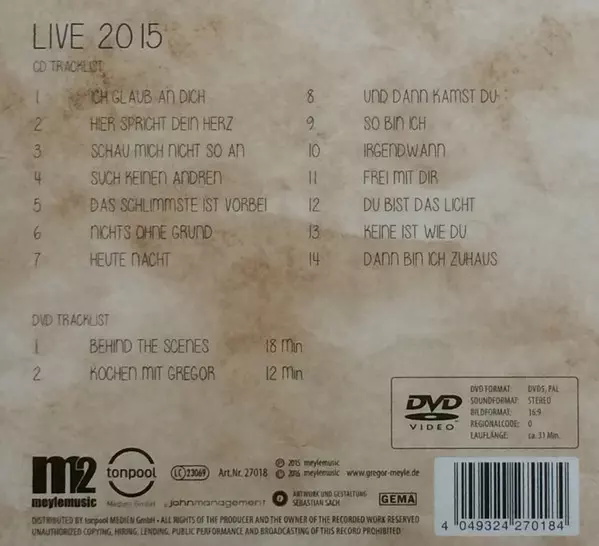 LIVE 2015
CD TRACKLIST
1 ICH GLAUB AN DICH
2 HIER SPRICHT DEIN HERZ
3 SCHAU MICH NICHT SO AN
4 SUCH KEINEN ANDREN
5 DAS SCHLIMMSTE IST VORBEI
6 NICHTS OHNE GRUND
7 HEUTE NACHT
8 UND DANN KAMST DU
9 SO BIN ICH
10 IRGENDWANN
11 FREI MIT DIR
12 DU BIST DAS LICHT
13 KEINE IST WIE DU
14 DANN BIN ICH ZUHAUS
DVD TRACKLIST
1 BEHIND THE SCENES 18 Min
2 KOCHEN MIT GREGOR 12 Min
DVD VIDEO
DVD FORMAT: DVD5, PAL
SOUNDFORMAT: STEREO
BILDFORMAT: 16:9
REGIONALCODE: 0
LAUFLÄNGE: ca. 31 Min.
m2 meylemusic
tonpool Medien GmbH
LC 23069
Art.Nr. 27018
℗ 2015 meylemusic
© 2016 meylemusic www.gregor-meyle.de
johnmanagement
ARTWORK UND GESTALTUNG
SEBASTIAN SACH
GEMA
DISTRIBUTED BY tonpool MEDIEN GmbH • ALL RIGHTS OF THE PRODUCER AND THE OWNER OF THE RECORDED WORK RESERVED
UNAUTHORIZED COPYING, HIRING, LENDING, PUBLIC PERFORMANCE AND BROADCASTING OF THIS RECORD PROHIBITED
4 049324 270184